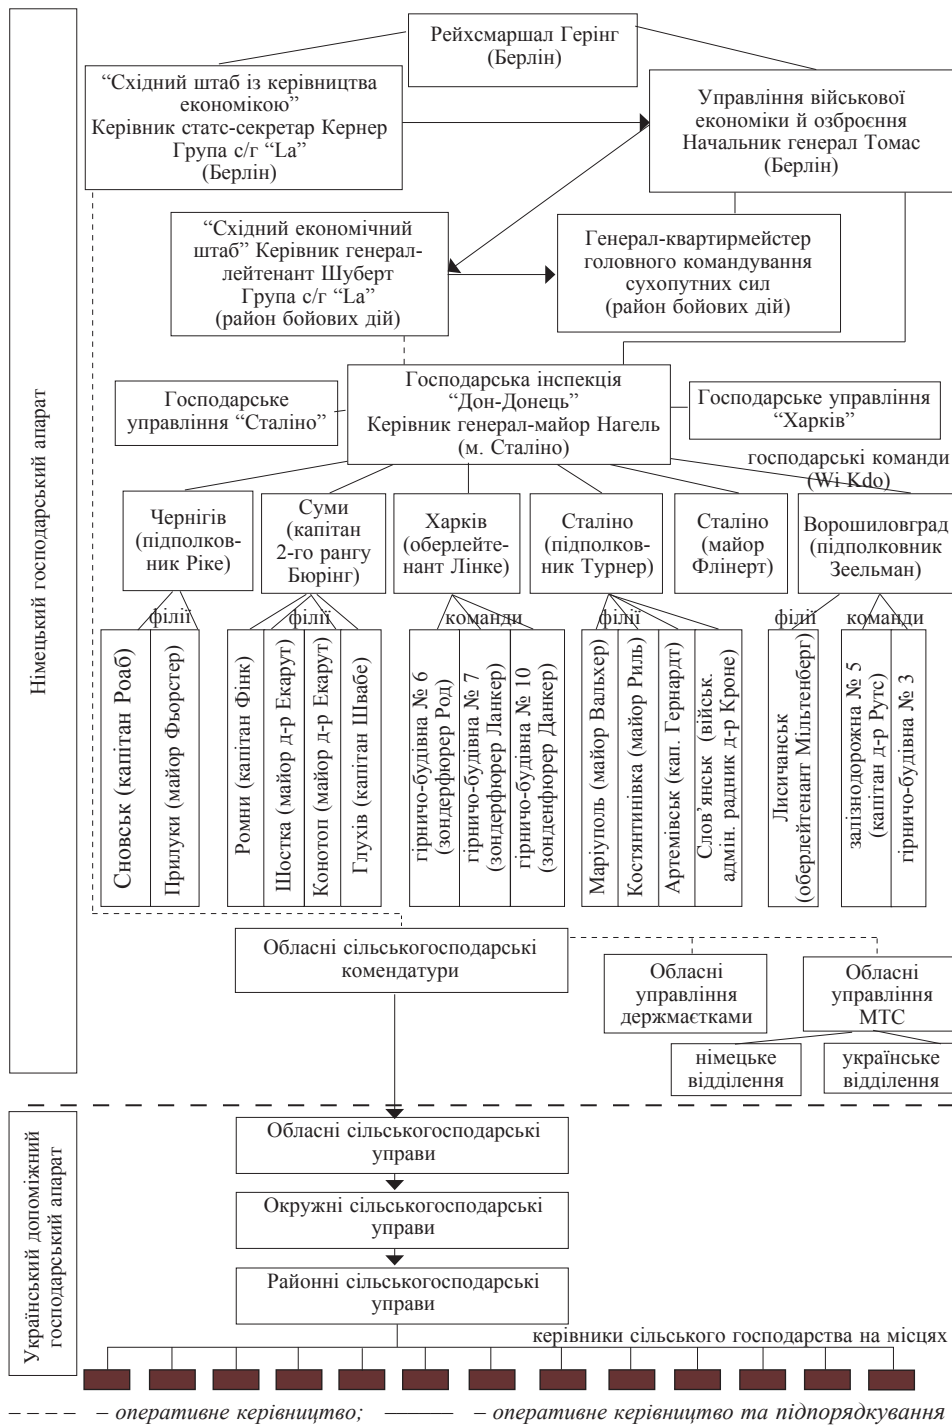 Рейхсмаршал Герінг
(Берлін)
“Східний штаб із керівництва
економікою”
Керівник статс-секретар Кернер
Група с/г “La”
(Берлін)
Управління військової
економіки й озброєння
Начальник генерал Томас
(Берлін)
“Східний економічний
штаб” Керівник генерал-
лейтенант Шуберт
Група с/г “La”
(район бойових дій)
Генерал-квартирмейстер
головного командування
сухопутних сил
(район бойових дій)
Німецький господарський апарат
Господарське
управління “Сталіно”
Господарська інспекція
“Дон-Донець”
Керівник генерал-майор Нагель
(м. Сталіно)
Господарське управління
“Харків”
господарські команди
(Wi Kdo)
Чернігів
(підполков-
ник Ріке)
Суми
(капітан
2-го рангу
Бюрінг)
Харків
(оберлейте-
нант Лінке)
Сталіно
(підполков-
ник Турнер)
Сталіно
(майор
Флінерт)
Ворошиловград
(підполковник
Зеельман)
філії
філії
команди
філії
філії
команди
Сновськ (капітан Роаб)
Прилуки (майор Фьорстер)
Ромни (капітан Фінк)
Шостка (майор д-р Екарут)
Конотоп (майор д-р Екарут)
Глухів (капітан Швабе)
гірничо-будівна № 6
(зондерфюрер Род)
гірничо-будівна № 7
(зондерфюрер Ланкер)
гірничо-будівна № 10
(зонденфюрер Данкер)
Маріуполь (майор Вальхер)
Костянтинівка (майор Риль)
Артемівськ (кап. Гернардт)
Слов’янськ (військ.
адмін. радник д-р Кроне)
Лисичанськ
(оберлейтенант Мільтенберг)
залізнодорожна № 5
(капітан д-р Рутс)
гірничо-будівна № 3
Обласні сільськогосподарські
комендатури
Обласні
управління
держмаєтками
Обласні
управління
МТС
німецьке
відділення
українське
відділення
Український допоміжний
господарський апарат
Обласні сільськогосподарські
управи
Окружні сільськогосподарські
управи
Районні сільськогосподарські
управи
керівники сільського господарства на місцях
– оперативне керівництво; – оперативне керівництво та підпорядкування